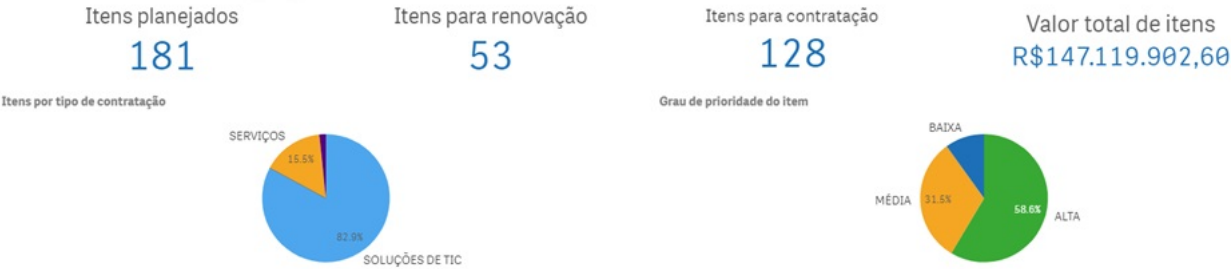 Itens planejados
181
Itens para renovação
53
Itens para contratação
128
Valor total de itens
R$147.119.902,60
Itens por tipo de contratação
SERVIÇOS
15.5%
82.9%
SOLUÇÕES DE TIC
Grau de prioridade do item
BAIXA
MÉDIA
31.5%
58.6%
ALTA